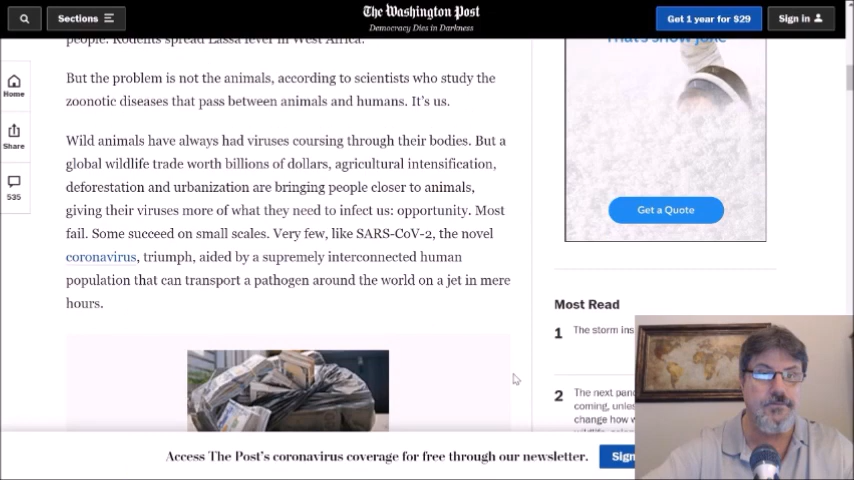 Sections
The Washington Post
Democracy Dies in Darkness
Get 1 year for $29
Sign in
people. Rodents spread Lassa fever in West Africa.
That's snow joke
Home
But the problem is not the animals, according to scientists who study the
zoonotic diseases that pass between animals and humans. It's us.
Share
Wild animals have always had viruses coursing through their bodies. But a
global wildlife trade worth billions of dollars, agricultural intensification,
535
deforestation and urbanization are bringing people closer to animals,
giving their viruses more of what they need to infect us: opportunity. Most
fail. Some succeed on small scales. Very few, like SARS-CoV-2, the novel
coronavirus, triumph, aided by a supremely interconnected human
population that can transport a pathogen around the world on a jet in mere
hours.
Get a Quote
Most Read
1 The storm ins
2 The next pand
coming, unles
change how w
Access The Post's coronavirus coverage for free through our newsletter.
Sign